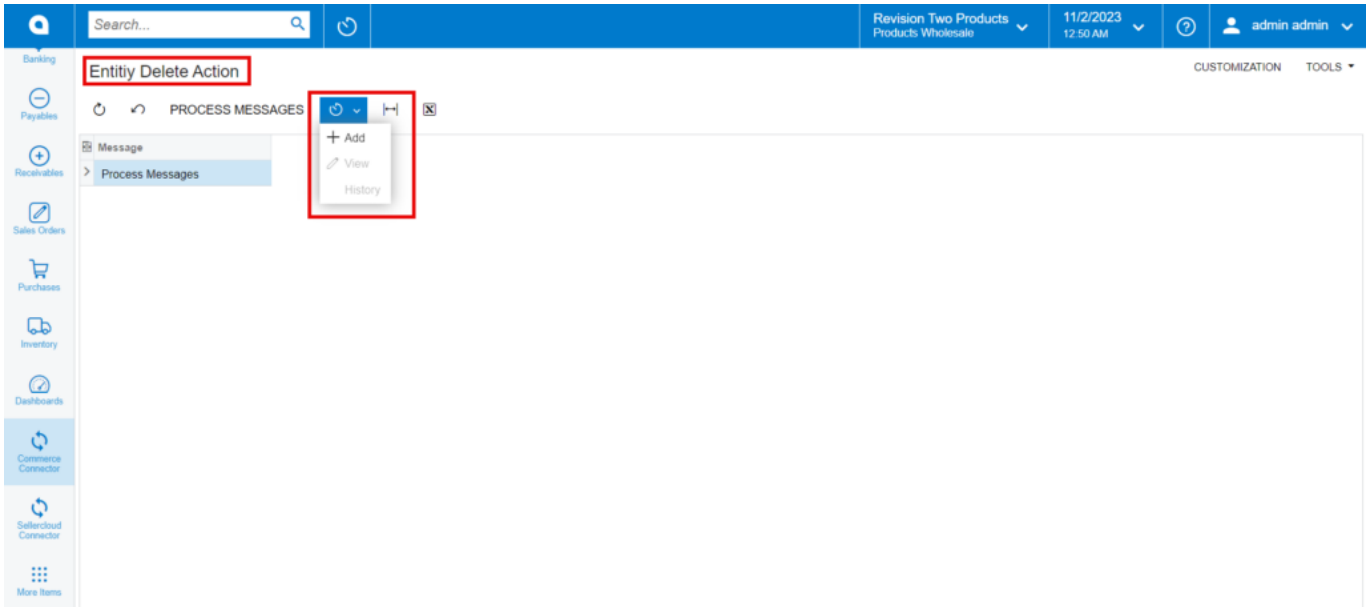 Search...
Revision Two Products
Products Wholesale
11/2/2023
12:50 AM
admin admin
Banking
Entitiy Delete Action
CUSTOMIZATION
TOOLS
Payables
PROCESS MESSAGES
Add
Message
View
Receivables
Process Messages
History
Sales Orders
Purchases
Inventory
Dashboards
Commerce
Connector
Sellercloud
Connector
More Items